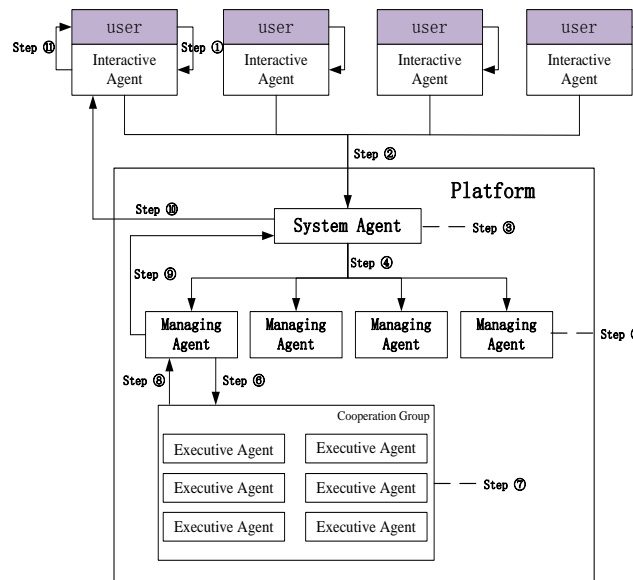 user
user
user
user
Step ⑪
Step ①
Interactive
Agent
Interactive
Agent
Interactive
Agent
Interactive
Agent
Step ②
Platform
Step ⑩
System Agent
Step ③
Step ⑨
Step ④
Managing
Agent
Managing
Agent
Managing
Agent
Managing
Agent
Step
Step ⑧
Step ⑥
Cooperation Group
Executive Agent
Executive Agent
Executive Agent
Executive Agent
Step ⑦
Executive Agent
Executive Agent